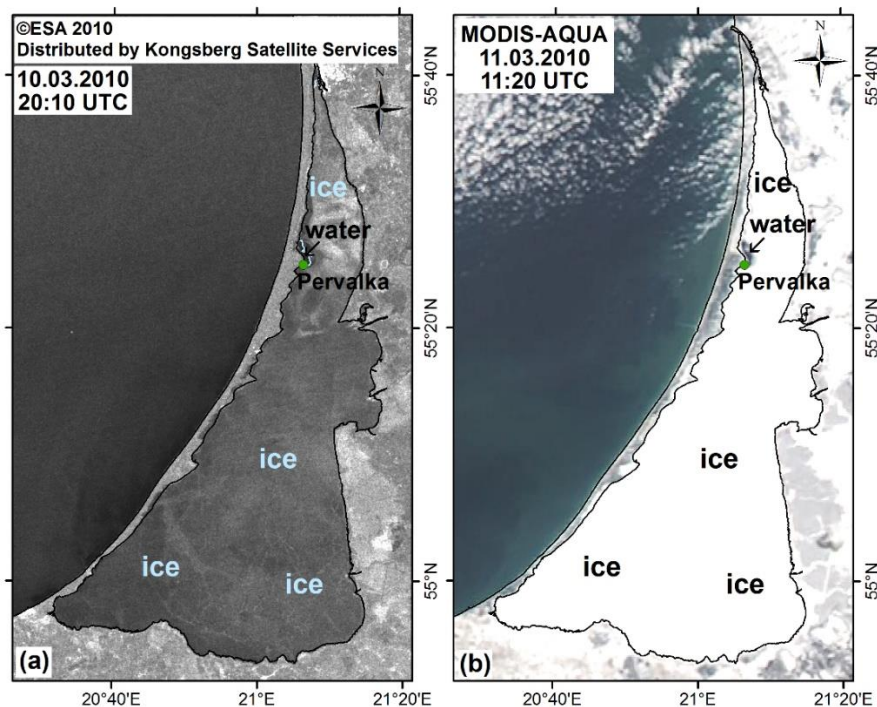 ©ESA 2010
Distributed by Kongsberg Satellite Services
10.03.2010
20:10 UTC
N
ice
water
Pervalka
ice
ice
ice
(a)
55°40'N
55°20'N
55°N
20°40'E
21°E
21°20'E
MODIS-AQUA
11.03.2010
11:20 UTC
N
ice
water
Pervalka
ice
ice
ice
(b)
55°40'N
55°20'N
55°N
20°40'E
21°E
21°20'E